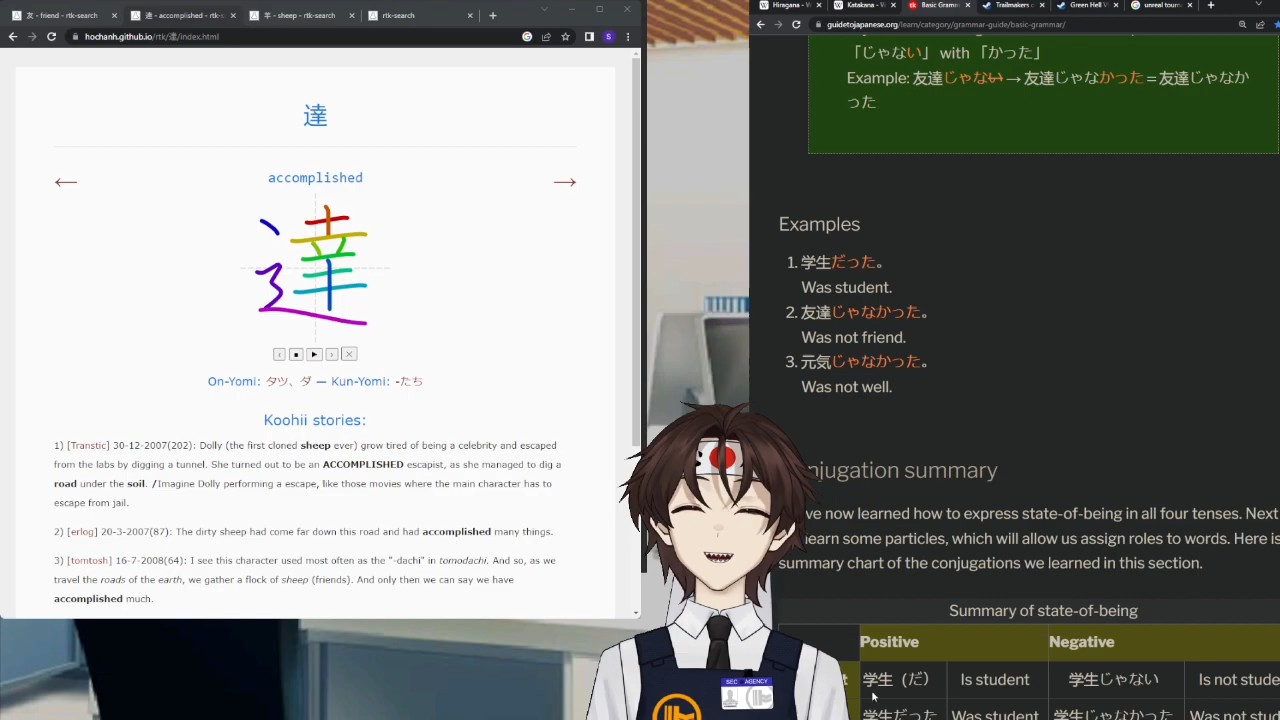 友 - friend - rtk-search
達 - accomplished - rtk-s
羊 - sheep - rtk-search
rtk-search
hochanh.github.io/rtk/達/index.html
達
← accomplished →
On-Yomi: タツ、ダ — Kun-Yomi: -たち
Koohii stories:
1) [Transtic] 30-12-2007(202): Dolly (the first cloned sheep ever) grow tired of being a celebrity and escaped
from the labs by digging a tunnel. She turned out to be an ACCOMPLISHED escapist, as she managed to dig a
road under the soil. /Imagine Dolly performing a escape, like those movies where the main character has to
escape from jail.
2) [erlog] 20-3-2007(87): The dirty sheep had come far down this road and had accomplished many things.
3) [tomtosh] 16-7-2008(64): I see this character used most often as the "-dachi" in tomodachi. And so, as we
travel the roads of the earth, we gather a flock of sheep (friends). And only then we can say we have
accomplished much.
Hiragana - W
Katakana - W
Basic Gramm
Trailmakers o
Green Hell V
unreal tourn
guidetojapanese.org/learn/category/grammar-guide/basic-grammar/
「じゃない」 with 「かった」
Example: 友達じゃない → 友達じゃなかった = 友達じゃなか
った
Examples
1. 学生だった。
Was student.
2. 友達じゃなかった。
Was not friend.
3. 元気じゃなかった。
Was not well.
njugation summary
ve now learned how to express state-of-being in all four tenses. Next
earn some particles, which will allow us assign roles to words. Here is
summary chart of the conjugations we learned in this section.
Summary of state-of-being
Positive Negative
学生（だ） Is student 学生じゃない Is not stude
学生だった Was student 学生じゃなかった Was not stu
SEC AGENCY